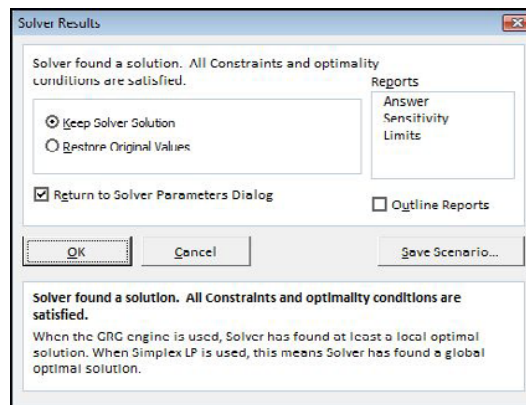 Solver Results
Solver found a solution. All Constraints and optimality
conditions are satisfied.
Reports
Answer
Sensitivity
Limits
Keep Solver Solution
Restore Original Values
Return to Solver Parameters Dialog
Outline Reports
OK
Cancel
Save Scenario...
Solver found a solution. All Constraints and optimality conditions are
satisfied.
When the GRG engine is used, Solver has found at least a local optimal
solution. When Simplex LP is used, this means Solver has found a global
optimal solution.